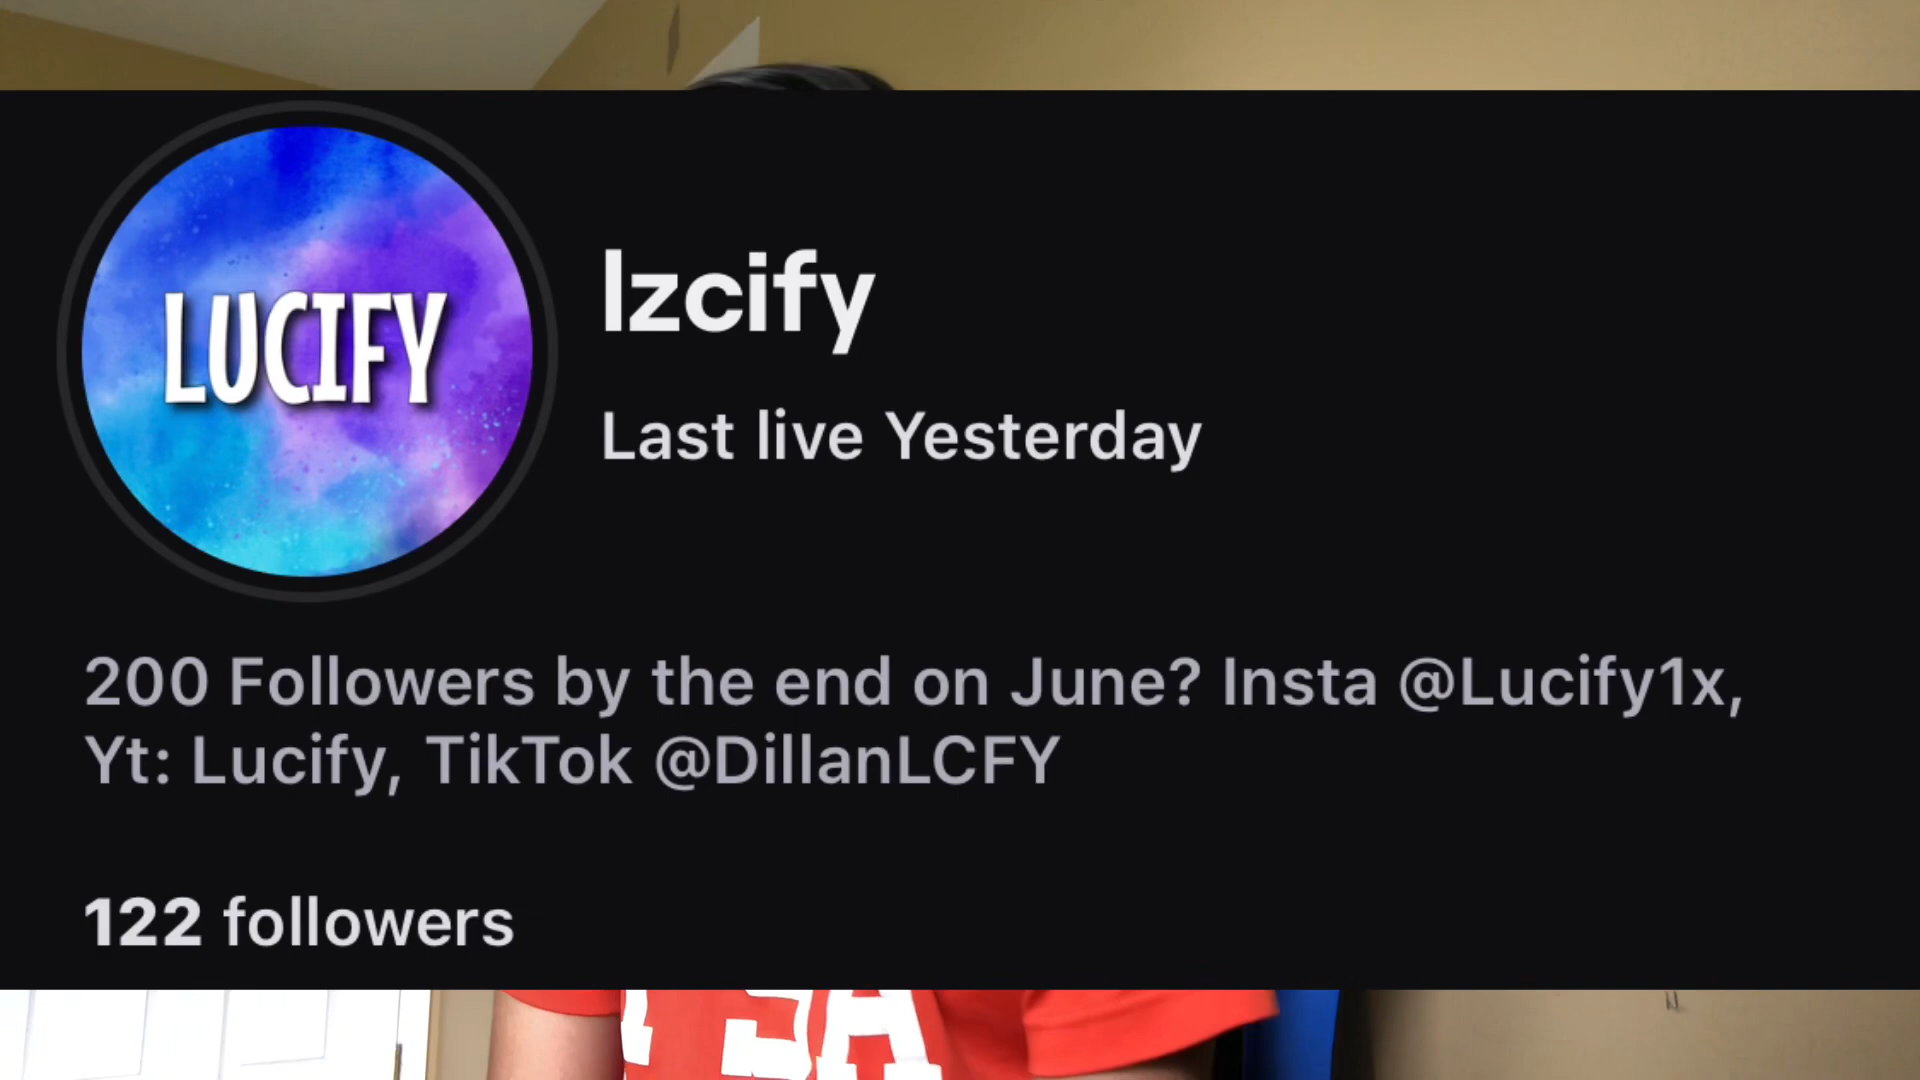 LUCIFY
lzcify
Last live Yesterday
200 Followers by the end on June? Insta @Lucify1x,
Yt: Lucify, TikTok @DillanLCFY
122 followers